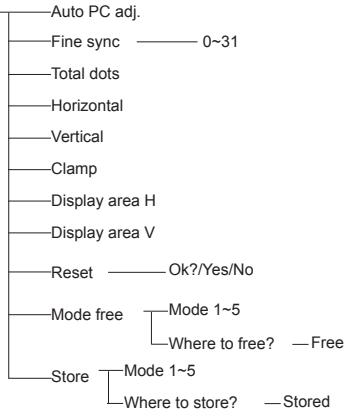 Auto PC adj.
Fine sync 0~31
Total dots
Horizontal
Vertical
Clamp
Display area H
Display area V
Reset Ok?/Yes/No
Mode free Mode 1~5
Where to free? Free
Store Mode 1~5
Where to store? Stored